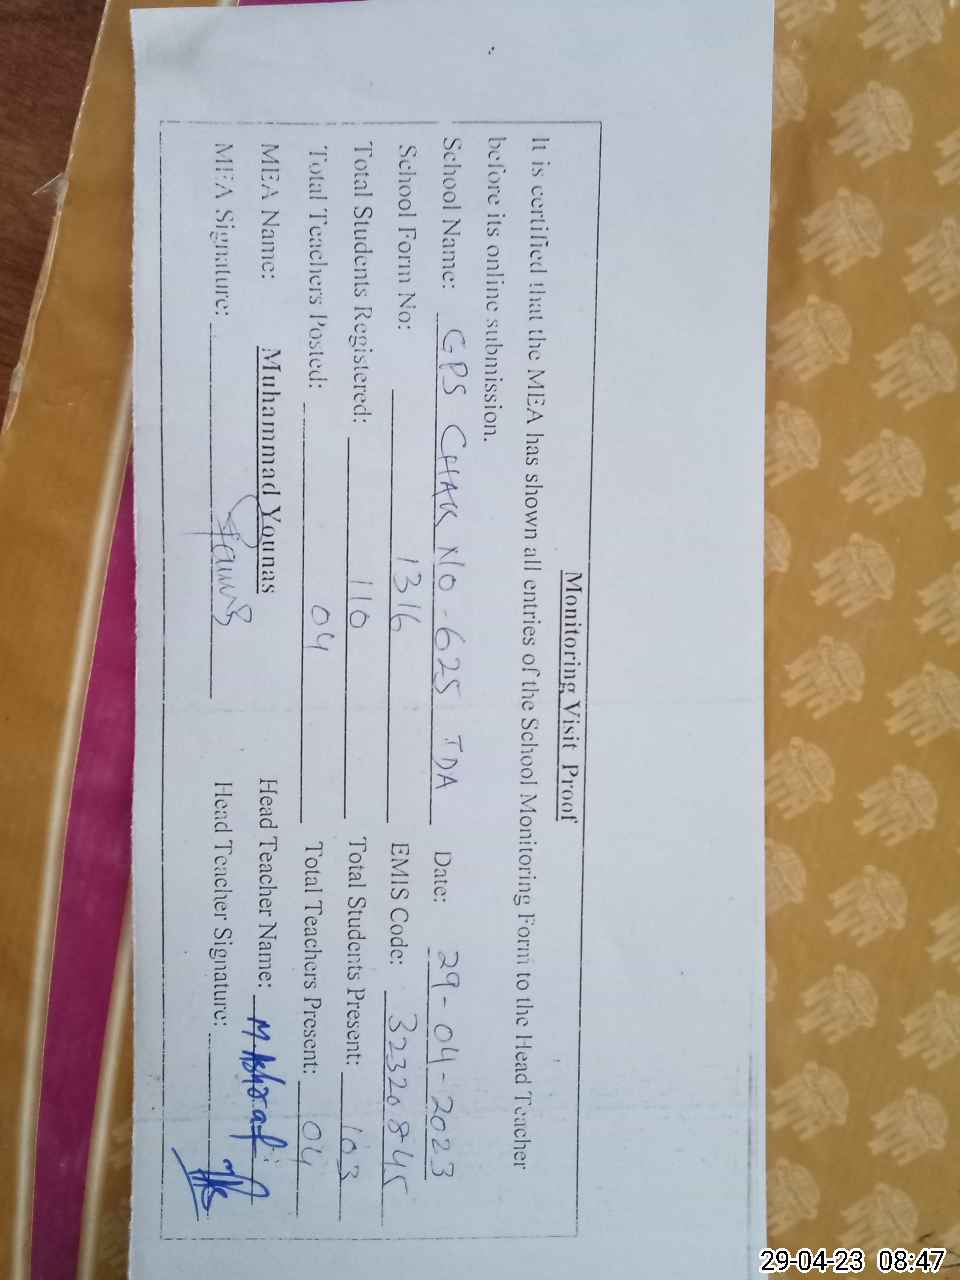 Monitoring Visit Proof
It is certified that the MEA has shown all entries of the School Monitoring Form to the Head Teacher
before its online submission.
School Name: GPS CHAK NO-625 TDA Date: 29-04-2023
School Form No: 1316 EMIS Code: 32320845
Total Students Registered: 110 Total Students Present: 103
Total Teachers Posted: 04 Total Teachers Present: 04
MEA Name: Muhammad Younas Head Teacher Name: M Ashraf
MEA Signature: Head Teacher Signature:
29-04-23 08:47